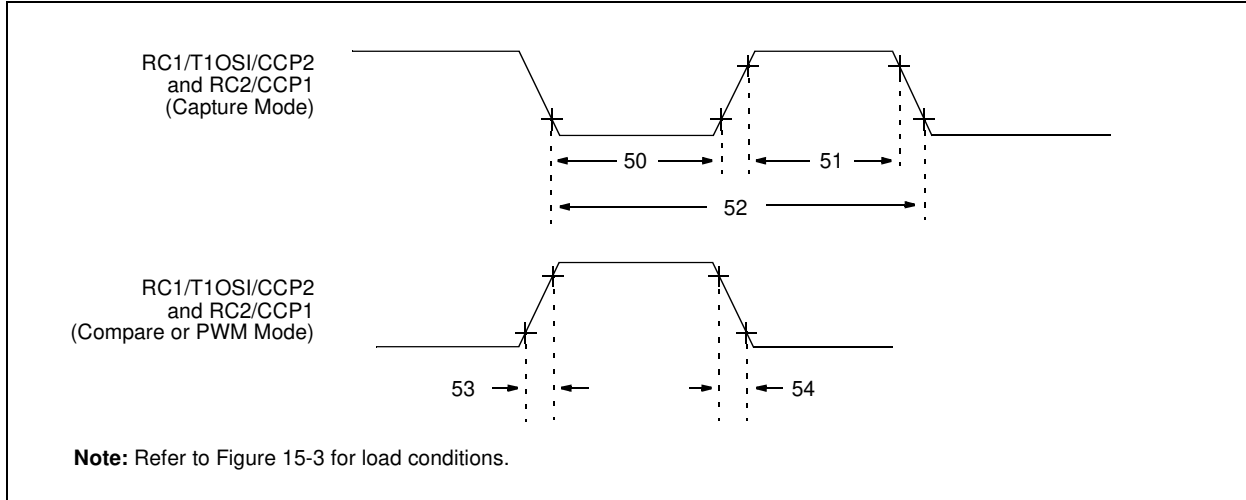 RC1/T1OSI/CCP2
and RC2/CCP1
(Capture Mode)
50
51
52
RC1/T1OSI/CCP2
and RC2/CCP1
(Compare or PWM Mode)
53
54
Note: Refer to Figure 15-3 for load conditions.